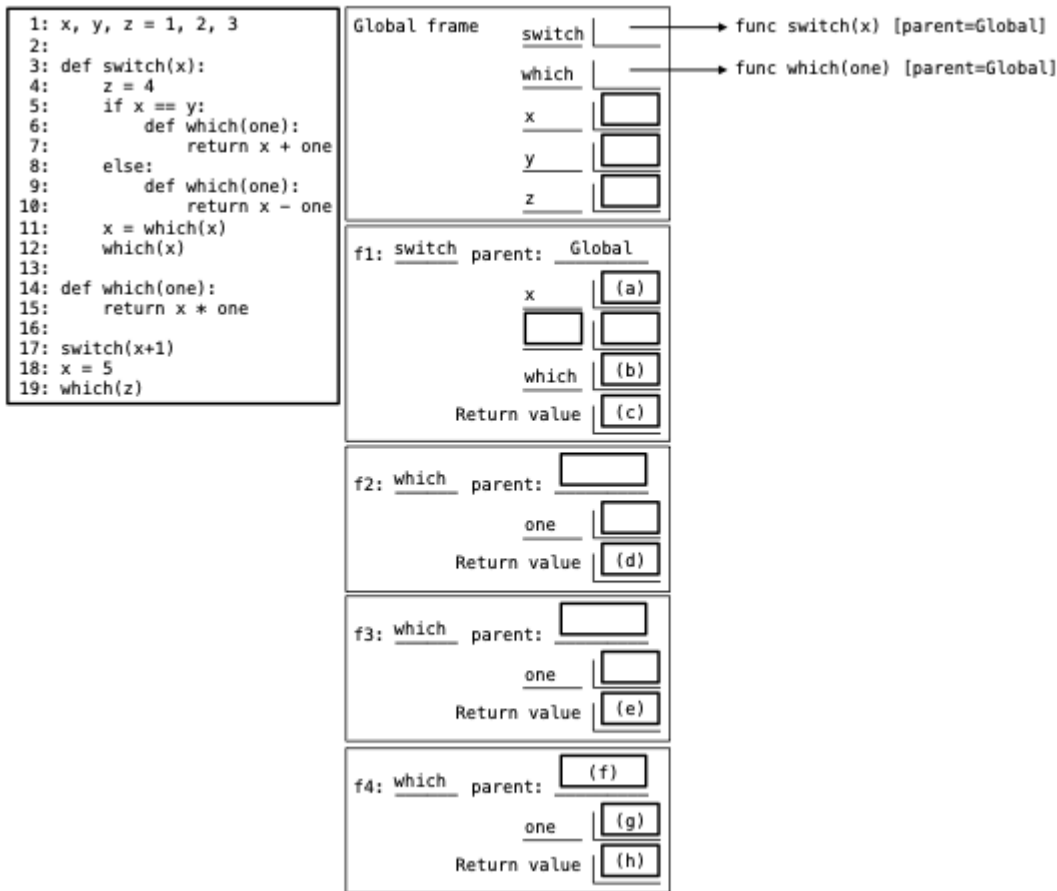 1: x, y, z = 1, 2, 3
2:
3: def switch(x):
4:     z = 4
5:     if x == y:
6:         def which(one):
7:             return x + one
8:     else:
9:         def which(one):
10:             return x - one
11:     x = which(x)
12:     which(x)
13:
14: def which(one):
15:     return x * one
16:
17: switch(x+1)
18: x = 5
19: which(z)
Global frame
switch
func switch(x) [parent=Global]
which
func which(one) [parent=Global]
x
y
z
f1: switch parent: Global
x (a)
which (b)
Return value (c)
f2: which parent:
one
Return value (d)
f3: which parent:
one
Return value (e)
f4: which parent: (f)
one (g)
Return value (h)